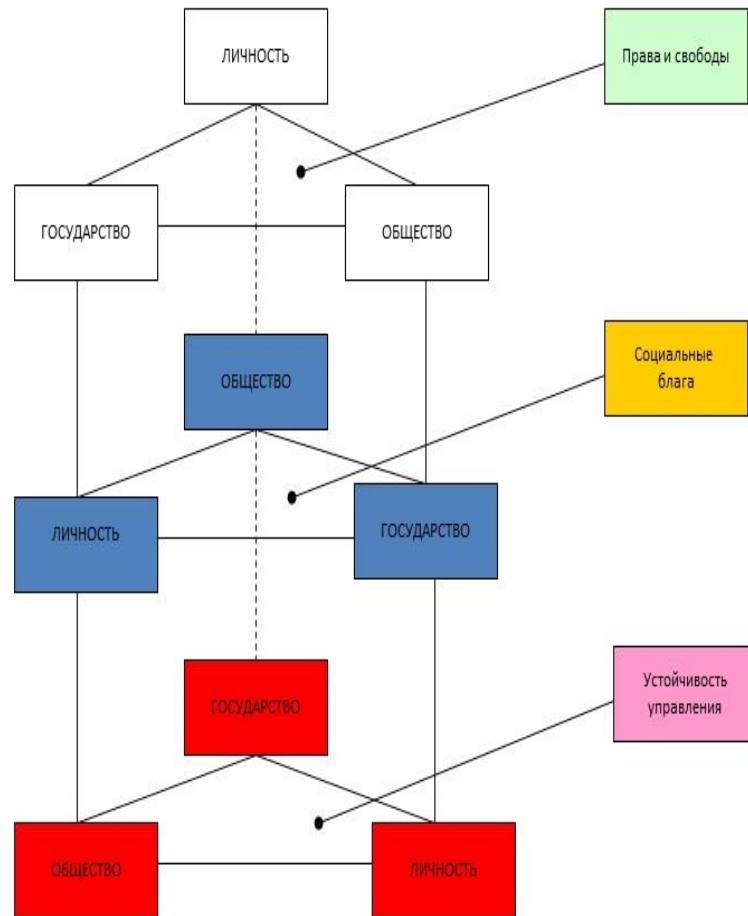 ЛИЧНОСТЬ
Права и свободы
ГОСУДАРСТВО
ОБЩЕСТВО
ОБЩЕСТВО
Социальные
блага
ЛИЧНОСТЬ
ГОСУДАРСТВО
ГОСУДАРСТВО
Устойчивость
управления
ОБЩЕСТВО
ЛИЧНОСТЬ